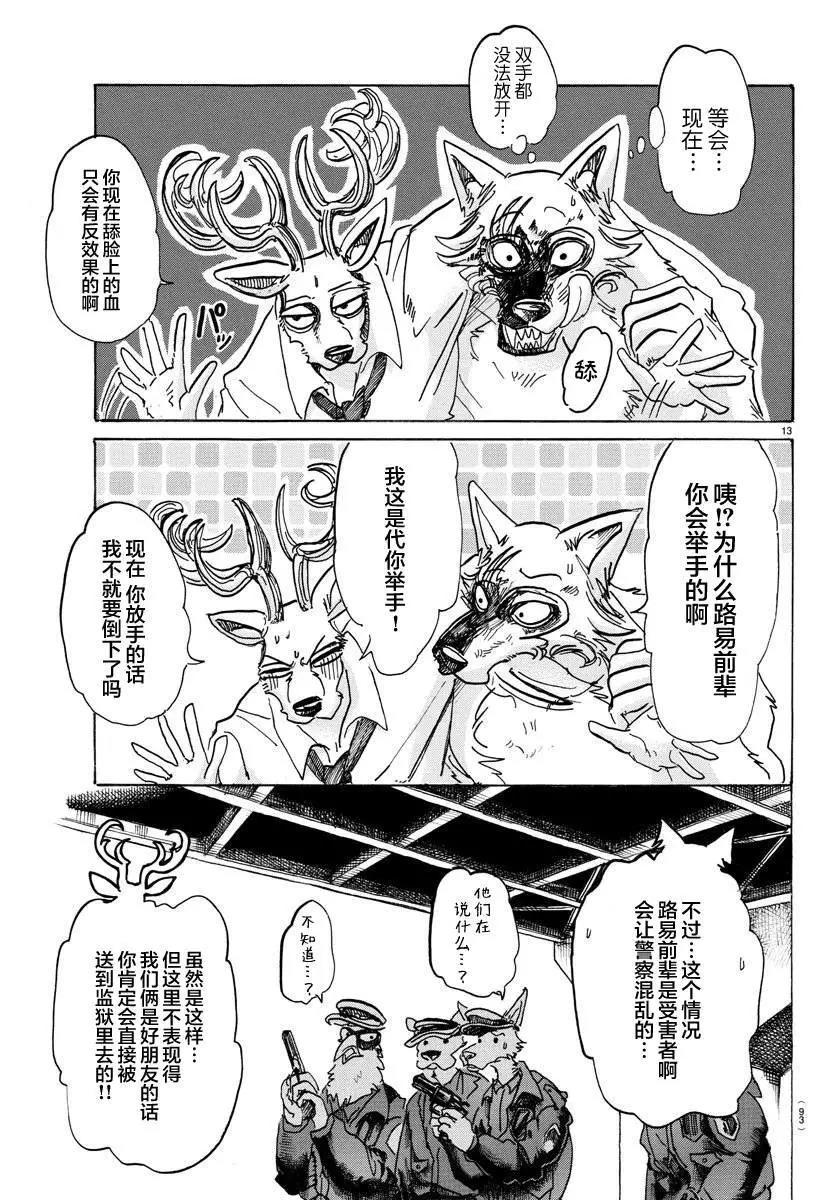 等会…
现在…
双手都
没法放开…
舔
パッ
你现在舔脸上的血
只会有反效果的啊
13
咦!?为什么路易前辈
你会举手的啊
我这是代你举手!
现在 你放手的话
我不就要倒下了吗
不过…这个情况
路易前辈是受害者啊
会让警察混乱的…
他们在
说什么…?
不知道…?
虽然是这样…
但这里不表现得
我们俩是好朋友的话
你肯定会直接被
送到监狱里去的!!
(93)